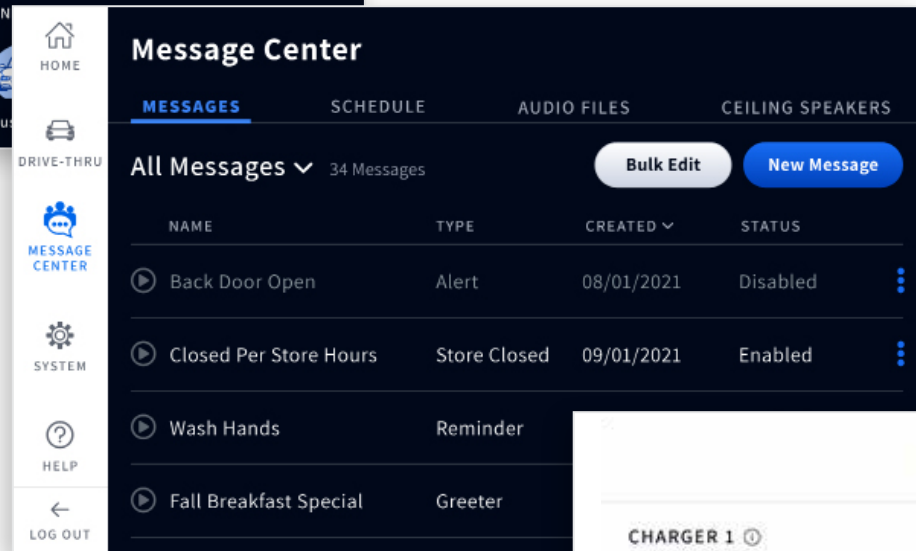 HOME
DRIVE-THRU
MESSAGE
CENTER
SYSTEM
HELP
LOG OUT
Message Center
MESSAGES SCHEDULE AUDIO FILES CEILING SPEAKERS
All Messages 34 Messages Bulk Edit New Message
NAME TYPE CREATED STATUS
Back Door Open Alert 08/01/2021 Disabled
Closed Per Store Hours Store Closed 09/01/2021 Enabled
Wash Hands Reminder
Fall Breakfast Special Greeter
CHARGER 1